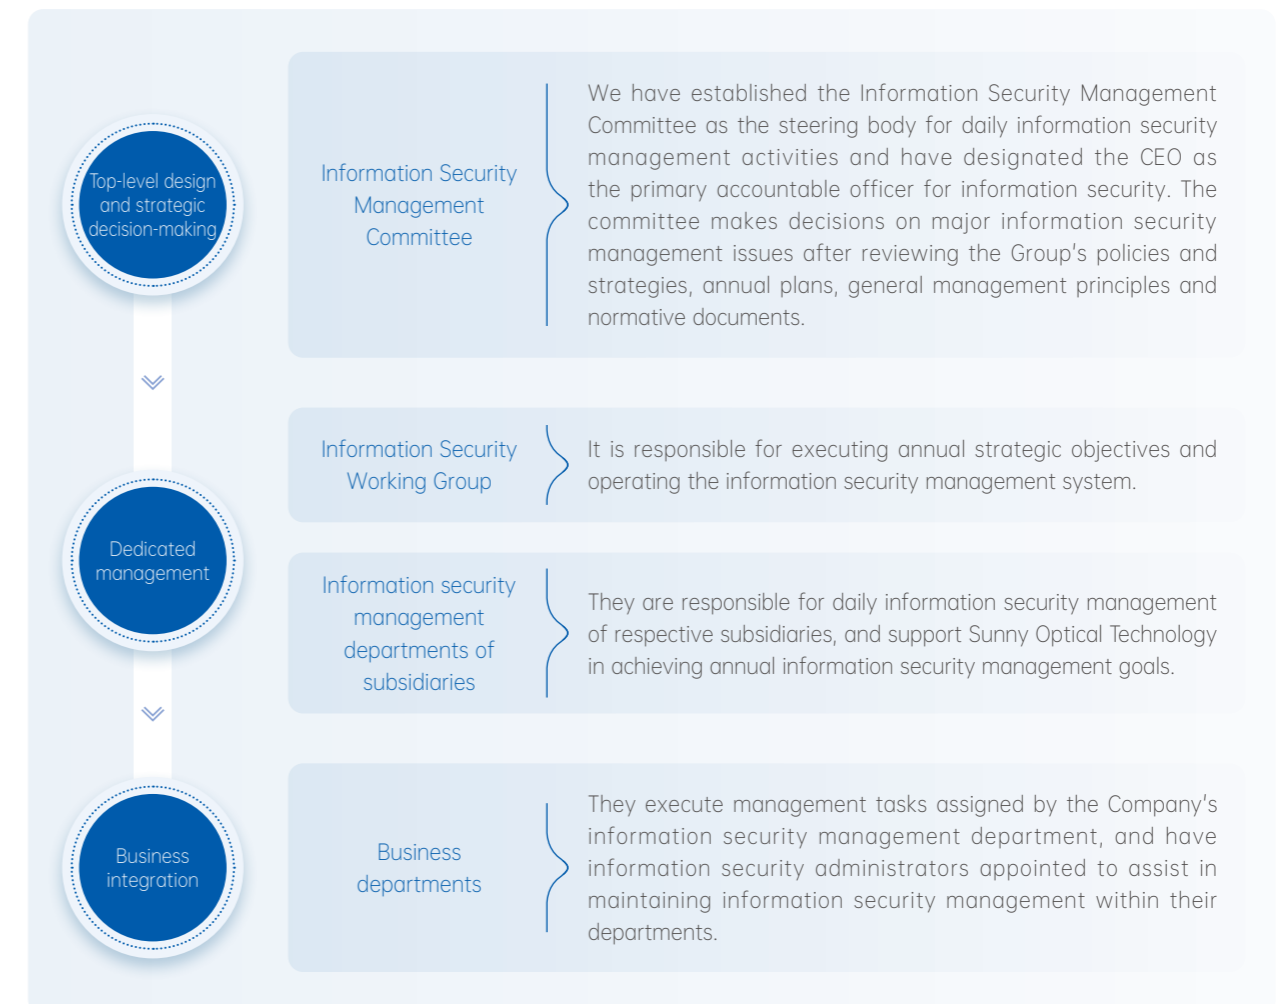 Top-level design
and strategic
decision-making
Information Security
Management
Committee
We have established the Information Security Management
Committee as the steering body for daily information security
management activities and have designated the CEO as
the primary accountable officer for information security. The
committee makes decisions on major information security
management issues after reviewing the Group's policies and
strategies, annual plans, general management principles and
normative documents.
Dedicated
management
Information Security
Working Group
It is responsible for executing annual strategic objectives and
operating the information security management system.
Information security
management
departments of
subsidiaries
They are responsible for daily information security management
of respective subsidiaries, and support Sunny Optical Technology
in achieving annual information security management goals.
Business
integration
Business
departments
They execute management tasks assigned by the Company's
information security management department, and have
information security administrators appointed to assist in
maintaining information security management within their
departments.